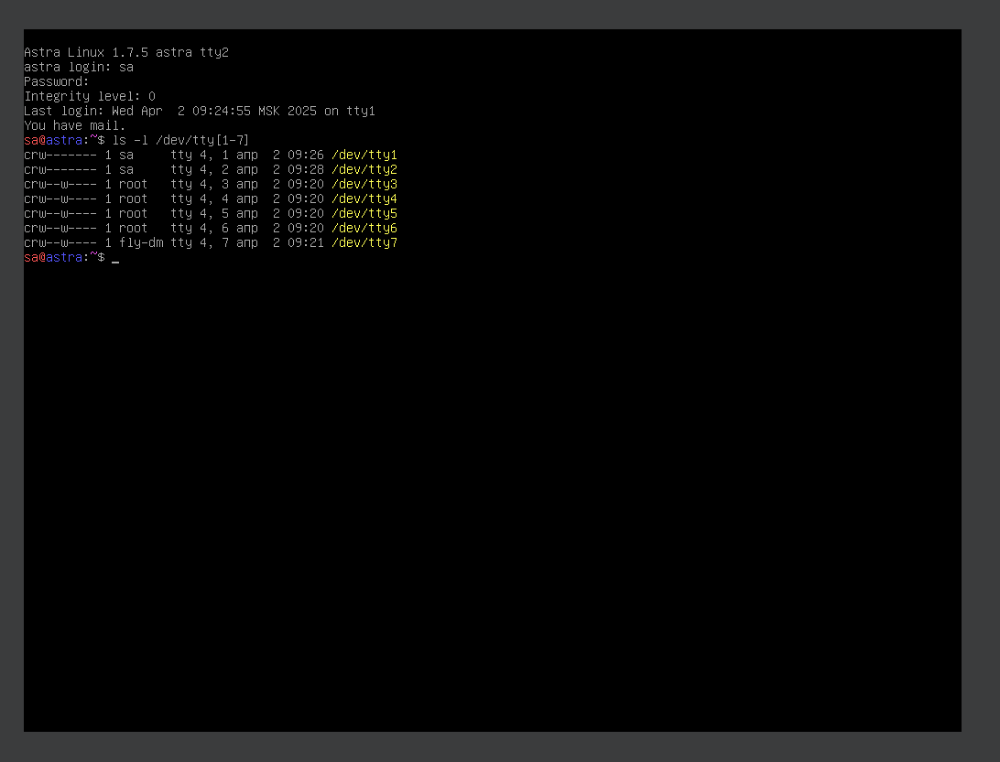 Astra Linux 1.7.5 astra tty2
astra login: sa
Password:
Integrity level: 0
Last login: Wed Apr  2 09:24:55 MSK 2025 on tty1
You have mail.
sa@astra:~$ ls -l /dev/tty[1-7]
crw------- 1 sa     tty 4, 1 апр  2 09:26 /dev/tty1
crw------- 1 sa     tty 4, 2 апр  2 09:28 /dev/tty2
crw--w---- 1 root   tty 4, 3 апр  2 09:20 /dev/tty3
crw--w---- 1 root   tty 4, 4 апр  2 09:20 /dev/tty4
crw--w---- 1 root   tty 4, 5 апр  2 09:20 /dev/tty5
crw--w---- 1 root   tty 4, 6 апр  2 09:20 /dev/tty6
crw--w---- 1 fly-dm tty 4, 7 апр  2 09:21 /dev/tty7
sa@astra:~$ _